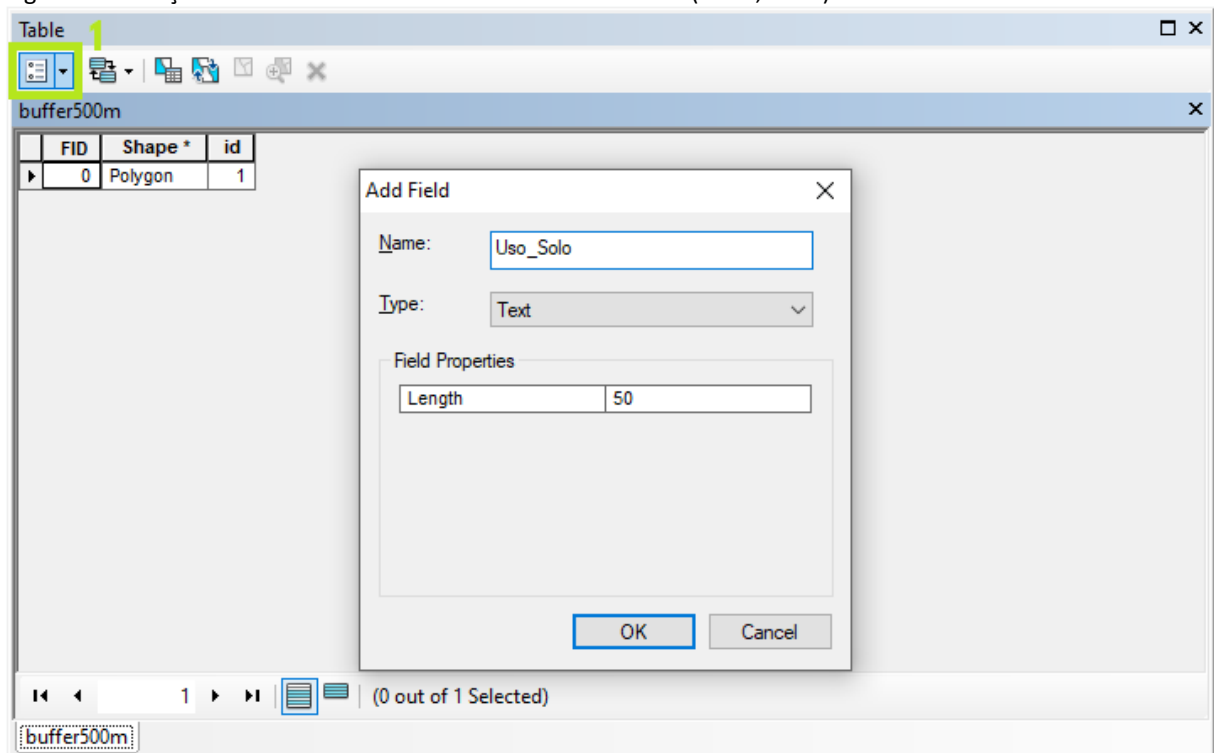 Table
1
buffer500m
FID Shape * id
0 Polygon 1
Add Field
Name: Uso_Solo
Type: Text
Field Properties
Length 50
OK Cancel
1 (0 out of 1 Selected)
buffer500m